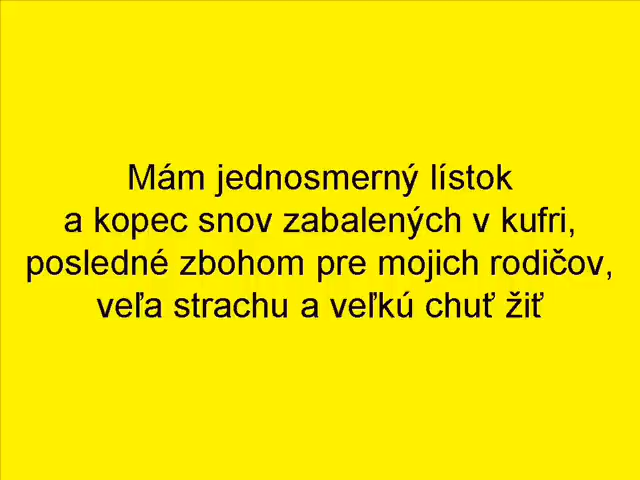 Mám jednosmerný lístok
a kopec snov zabalených v kufri,
posledné zbohom pre mojich rodičov,
veľa strachu a veľkú chuť žiť